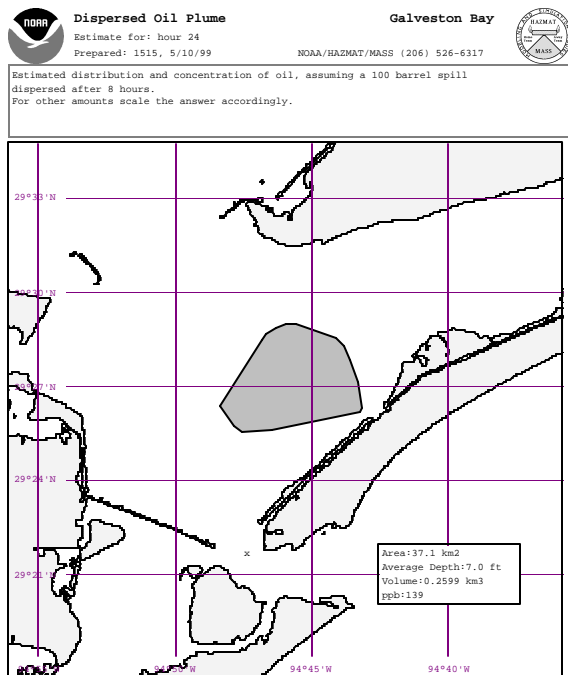 NOAA
Dispersed Oil Plume
Galveston Bay
Estimate for: hour 24
Prepared: 1515, 5/10/99
NOAA/HAZMAT/MASS (206) 526-6317
HAZMAT
MASS
Estimated distribution and concentration of oil, assuming a 100 barrel spill
dispersed after 8 hours.
For other amounts scale the answer accordingly.
29°33'N
29°30'N
29°27'N
29°24'N
29°21'N
x
Area:37.1 km2
Average Depth:7.0 ft
Volume:0.2599 km3
ppb:139
94°50'W
94°45'W
94°40'W